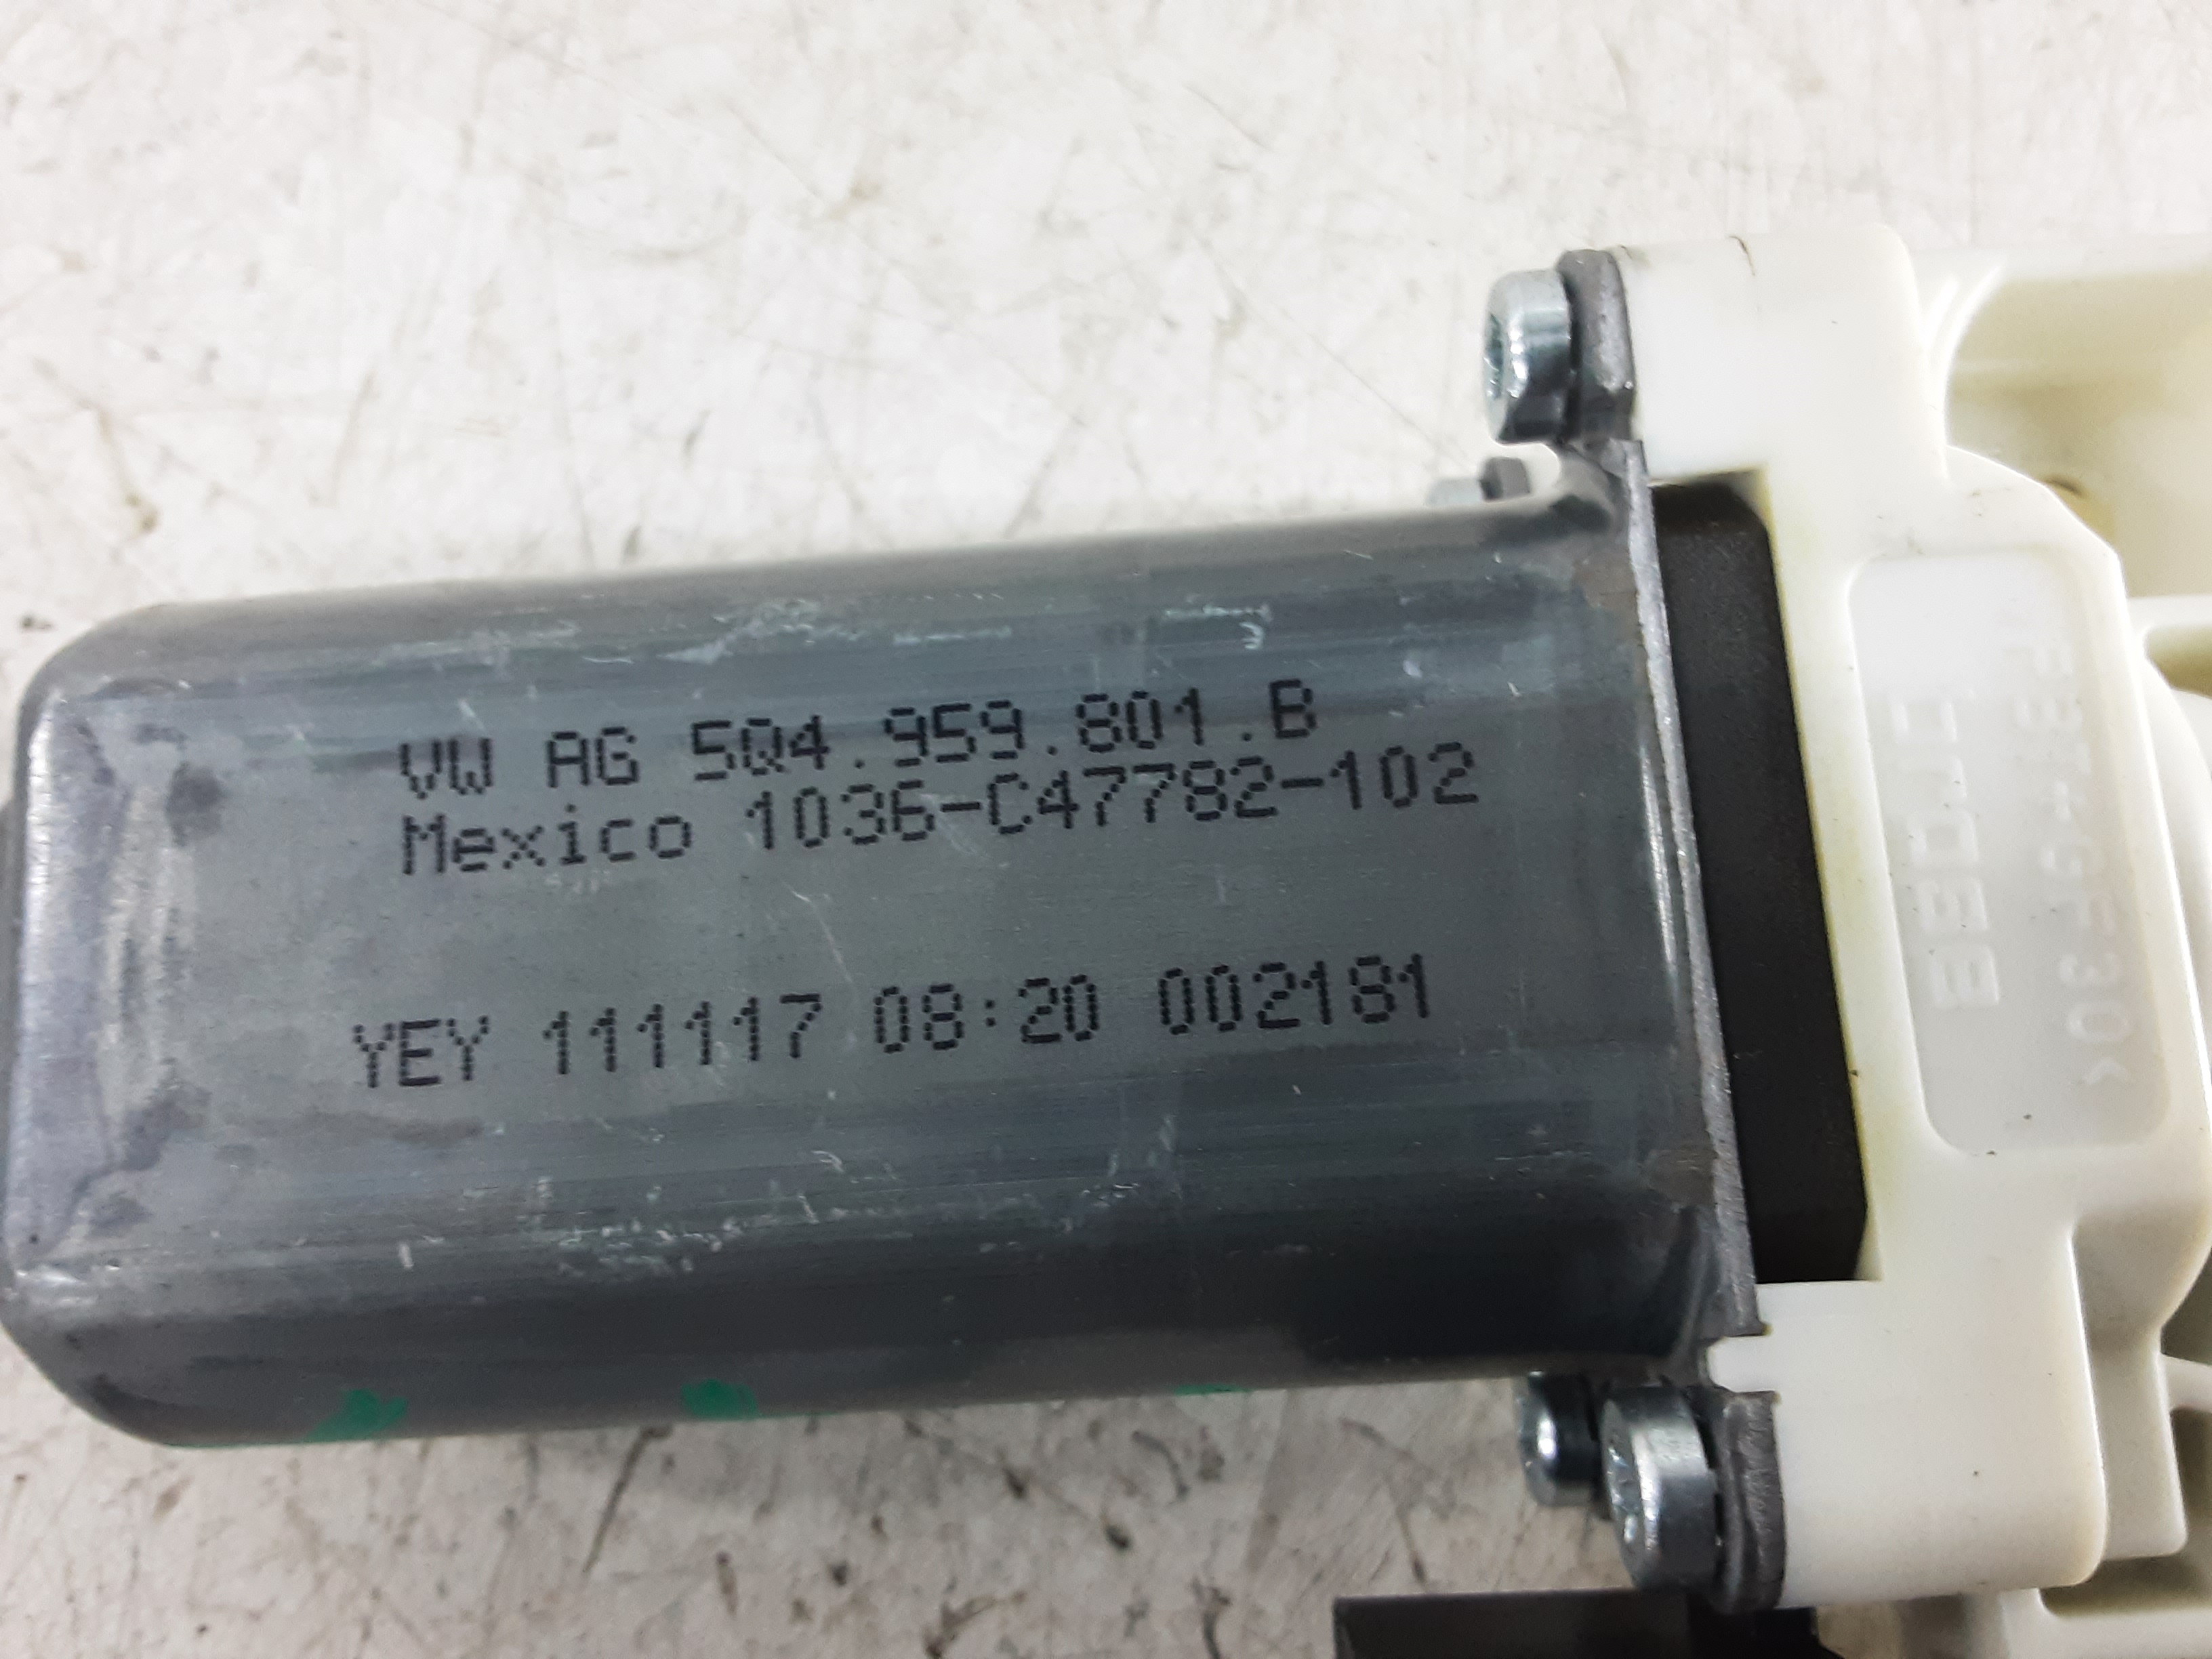 VW AG 5Q4.959.801.B
Mexico 1036-C47782-102
YEY 111117 08:20 002181